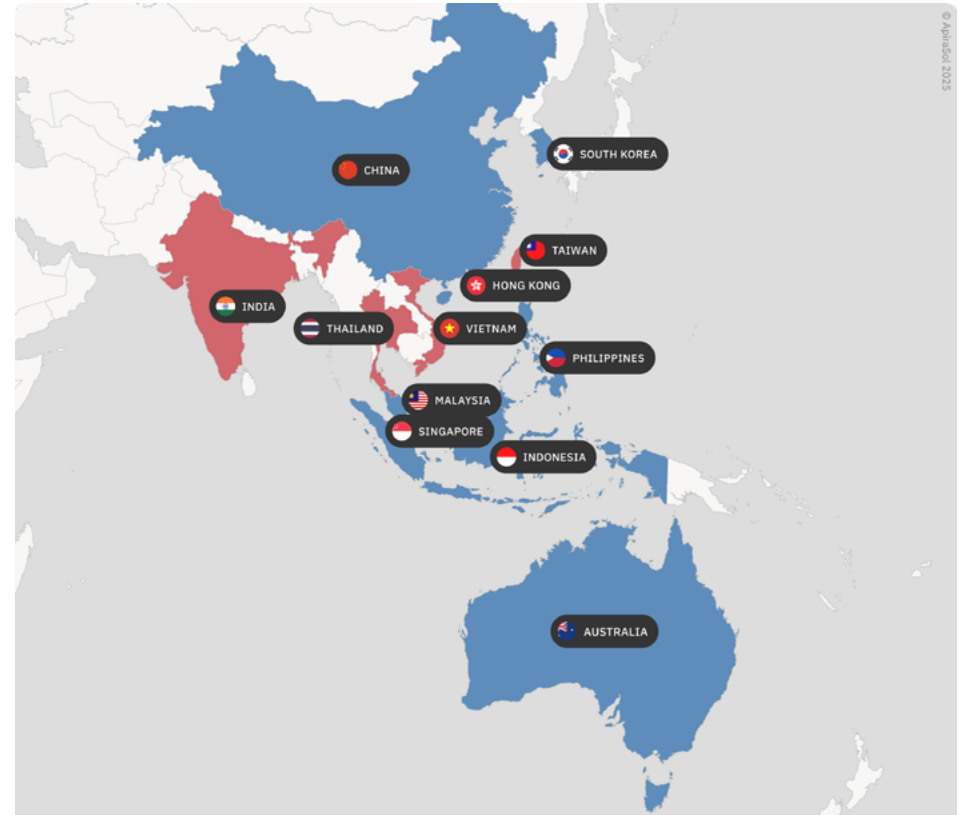 © ApiraSol 2025
SOUTH KOREA
CHINA
TAIWAN
HONG KONG
INDIA
THAILAND
VIETNAM
PHILIPPINES
MALAYSIA
SINGAPORE
INDONESIA
AUSTRALIA